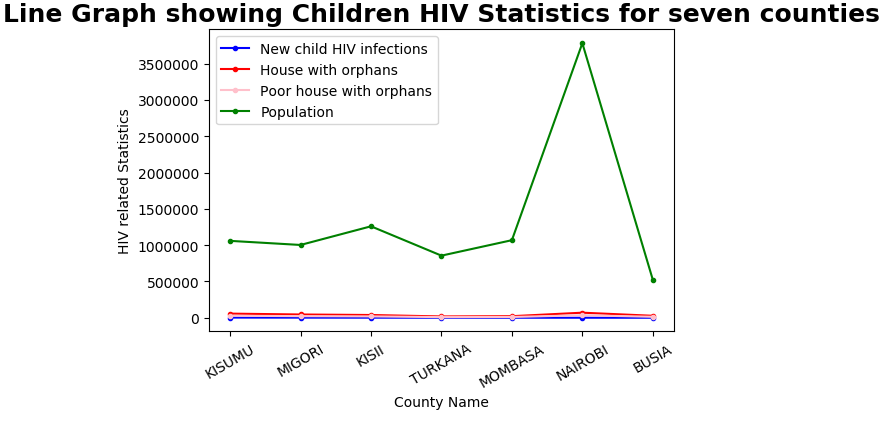 Line Graph showing Children HIV Statistics for seven counties
New child HIV infections
House with orphans
Poor house with orphans
Population
HIV related Statistics
3500000
3000000
2500000
2000000
1500000
1000000
500000
0
KISUMU
MIGORI
KISII
TURKANA
MOMBASA
NAIROBI
BUSIA
County Name